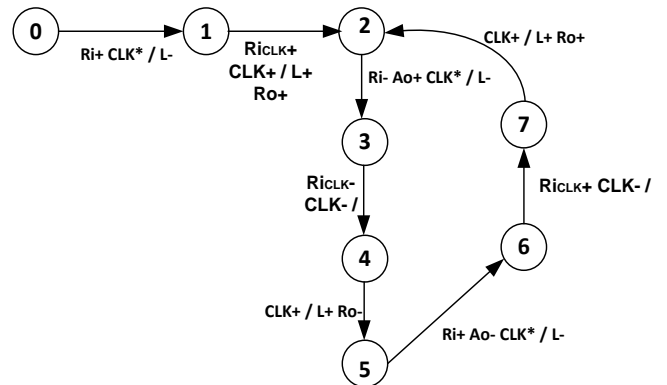 0
1
2
Ri+ CLK* / L-
RiCLK+
CLK+ / L+
Ro+
CLK+ / L+ Ro+
Ri- Ao+ CLK* / L-
7
3
RiCLK-
CLK- /
RiCLK+ CLK- /
4
6
CLK+ / L+ Ro-
Ri+ Ao- CLK* / L-
5